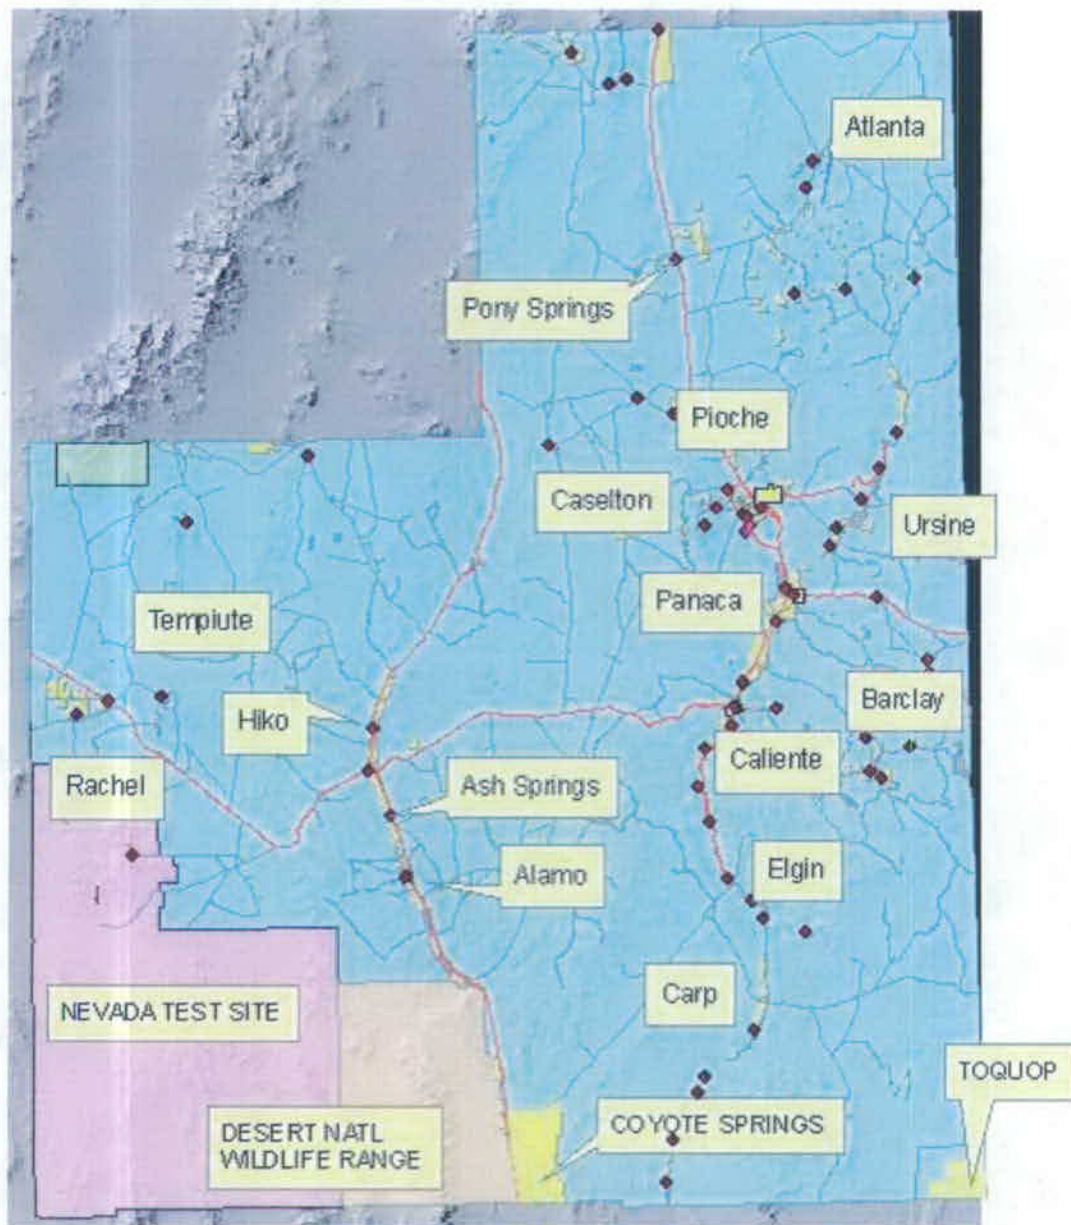 Atlanta
Pony Springs
Pioche
Caselton
Ursine
Panaca
Tempiute
Hiko
Barclay
Caliente
Rachel
Ash Springs
Alamo
Elgin
Carp
NEVADA TEST SITE
TOQUOP
COYOTE SPRINGS
DESERT NATL
WILDLIFE RANGE